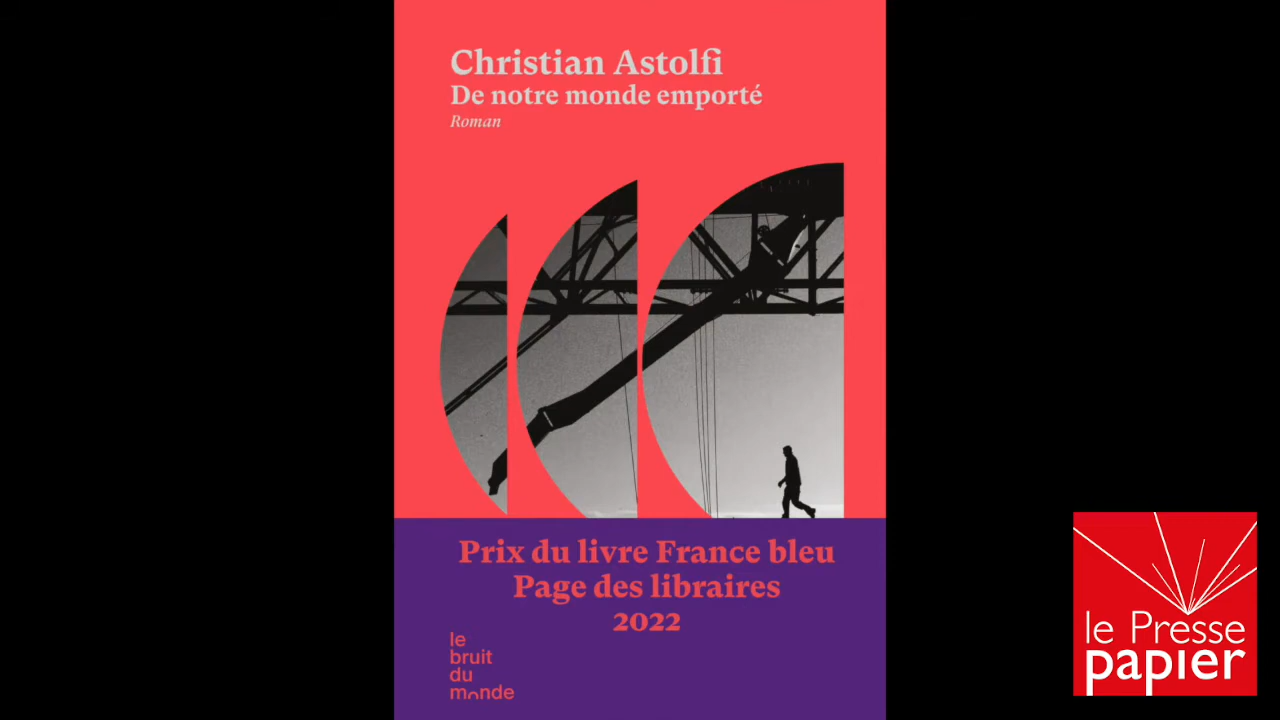 Christian Astolfi
De notre monde emporté
Roman
Prix du livre France bleu
Page des libraires
2022
le
bruit
du
monde
le Presse
papier